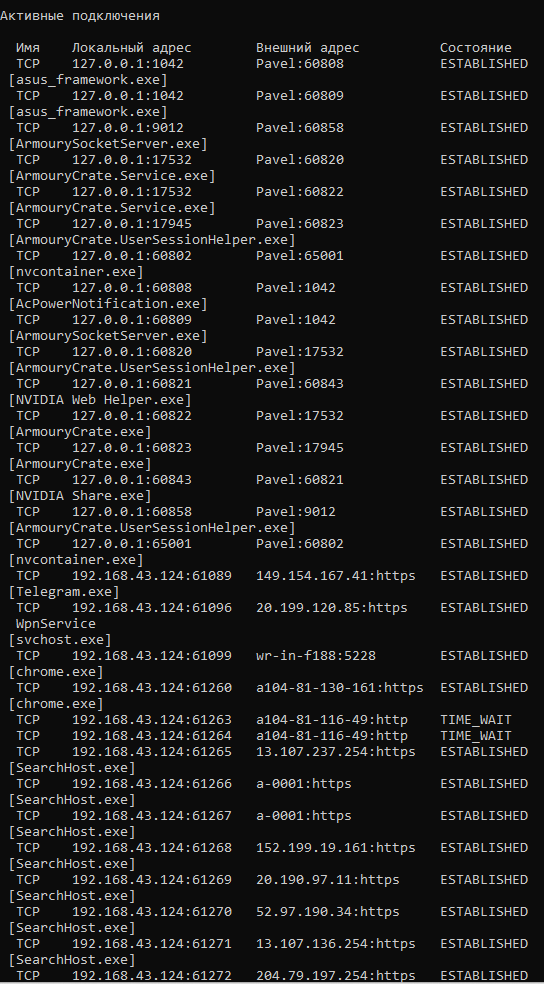 Активные подключения
Имя Локальный адрес Внешний адрес Состояние
TCP 127.0.0.1:1042 Pavel:60808 ESTABLISHED
[asus_framework.exe]
TCP 127.0.0.1:1042 Pavel:60809 ESTABLISHED
[asus_framework.exe]
TCP 127.0.0.1:9012 Pavel:60858 ESTABLISHED
[ArmourySocketServer.exe]
TCP 127.0.0.1:17532 Pavel:60820 ESTABLISHED
[ArmouryCrate.Service.exe]
TCP 127.0.0.1:17532 Pavel:60822 ESTABLISHED
[ArmouryCrate.Service.exe]
TCP 127.0.0.1:17945 Pavel:60823 ESTABLISHED
[ArmouryCrate.UserSessionHelper.exe]
TCP 127.0.0.1:60802 Pavel:65001 ESTABLISHED
[nvcontainer.exe]
TCP 127.0.0.1:60808 Pavel:1042 ESTABLISHED
[AcPowerNotification.exe]
TCP 127.0.0.1:60809 Pavel:1042 ESTABLISHED
[ArmourySocketServer.exe]
TCP 127.0.0.1:60820 Pavel:17532 ESTABLISHED
[ArmouryCrate.UserSessionHelper.exe]
TCP 127.0.0.1:60821 Pavel:60843 ESTABLISHED
[NVIDIA Web Helper.exe]
TCP 127.0.0.1:60822 Pavel:17532 ESTABLISHED
[ArmouryCrate.exe]
TCP 127.0.0.1:60823 Pavel:17945 ESTABLISHED
[ArmouryCrate.exe]
TCP 127.0.0.1:60843 Pavel:60821 ESTABLISHED
[NVIDIA Share.exe]
TCP 127.0.0.1:60858 Pavel:9012 ESTABLISHED
[ArmouryCrate.UserSessionHelper.exe]
TCP 127.0.0.1:65001 Pavel:60802 ESTABLISHED
[nvcontainer.exe]
TCP 192.168.43.124:61089 149.154.167.41:https ESTABLISHED
[Telegram.exe]
TCP 192.168.43.124:61096 20.199.120.85:https ESTABLISHED
WpnService
[svchost.exe]
TCP 192.168.43.124:61099 wr-in-f188:5228 ESTABLISHED
[chrome.exe]
TCP 192.168.43.124:61260 a104-81-130-161:https ESTABLISHED
[chrome.exe]
TCP 192.168.43.124:61263 a104-81-116-49:http TIME_WAIT
TCP 192.168.43.124:61264 a104-81-116-49:http TIME_WAIT
TCP 192.168.43.124:61265 13.107.237.254:https ESTABLISHED
[SearchHost.exe]
TCP 192.168.43.124:61266 a-0001:https ESTABLISHED
[SearchHost.exe]
TCP 192.168.43.124:61267 a-0001:https ESTABLISHED
[SearchHost.exe]
TCP 192.168.43.124:61268 152.199.19.161:https ESTABLISHED
[SearchHost.exe]
TCP 192.168.43.124:61269 20.190.97.11:https ESTABLISHED
[SearchHost.exe]
TCP 192.168.43.124:61270 52.97.190.34:https ESTABLISHED
[SearchHost.exe]
TCP 192.168.43.124:61271 13.107.136.254:https ESTABLISHED
[SearchHost.exe]
TCP 192.168.43.124:61272 204.79.197.254:https ESTABLISHED